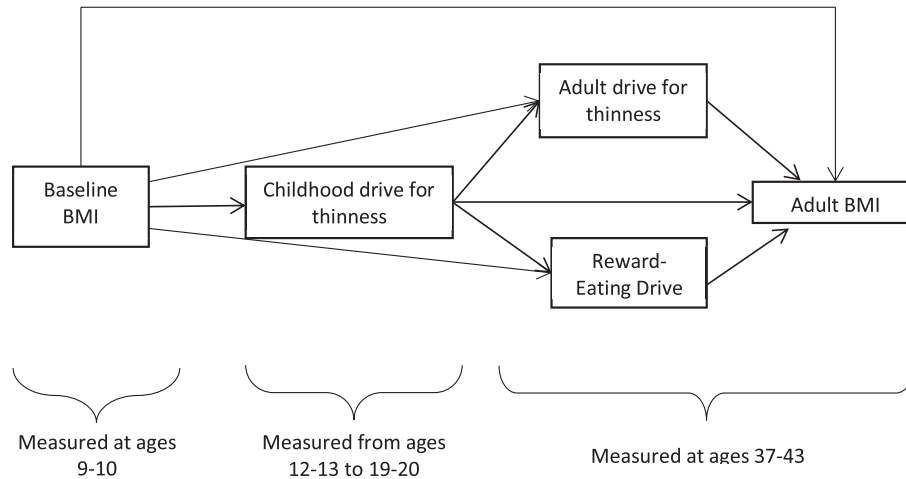 Adult drive for
thinness
Baseline
BMI
Childhood drive for
thinness
Adult BMI
Reward-
Eating Drive
Measured at ages
9-10
Measured from ages
12-13 to 19-20
Measured at ages 37-43